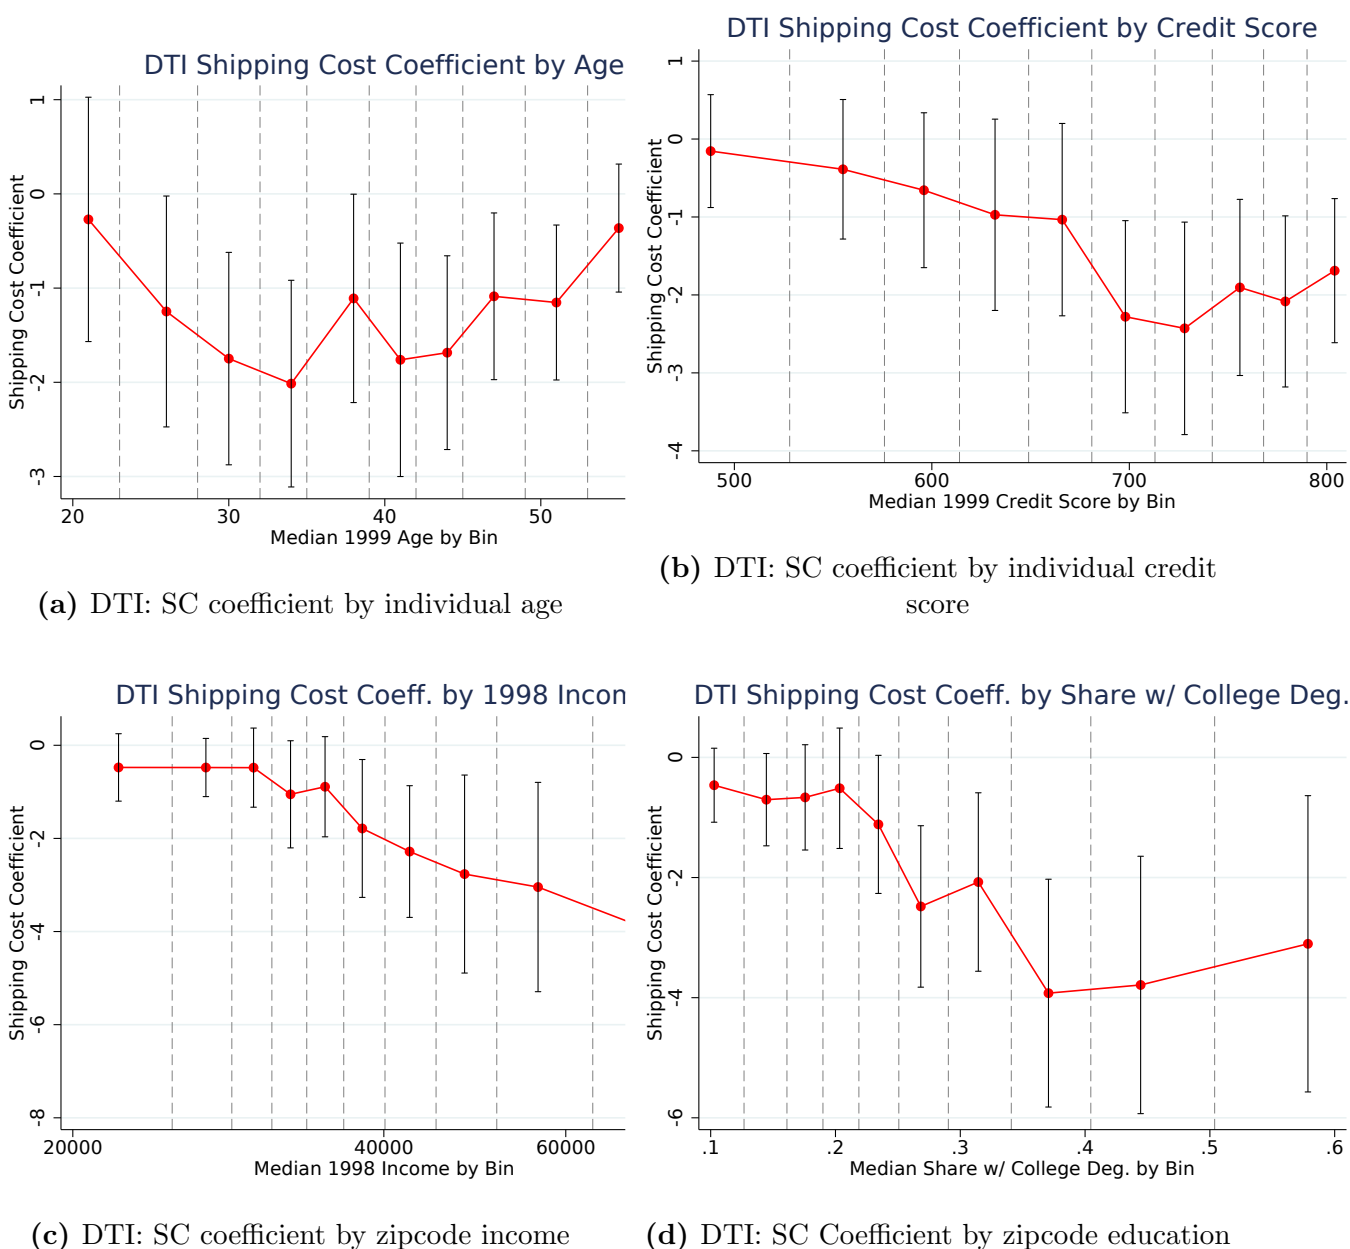 DTI Shipping Cost Coefficient by Age
Shipping Cost Coefficient
1
0
-1
-2
-3
20 30 40 50
Median 1999 Age by Bin
(a) DTI: SC coefficient by individual age
DTI Shipping Cost Coefficient by Credit Score
Shipping Cost Coefficient
1
0
-1
-2
-3
-4
500 600 700 800
Median 1999 Credit Score by Bin
(b) DTI: SC coefficient by individual credit
score
DTI Shipping Cost Coeff. by 1998 Incon
Shipping Cost Coefficient
0
-2
-4
-6
-8
20000 40000 60000
Median 1998 Income by Bin
(c) DTI: SC coefficient by zipcode income
DTI Shipping Cost Coeff. by Share w/ College Deg.
Shipping Cost Coefficient
0
-2
-4
-6
.1 .2 .3 .4 .5 .6
Median Share w/ College Deg. by Bin
(d) DTI: SC Coefficient by zipcode education